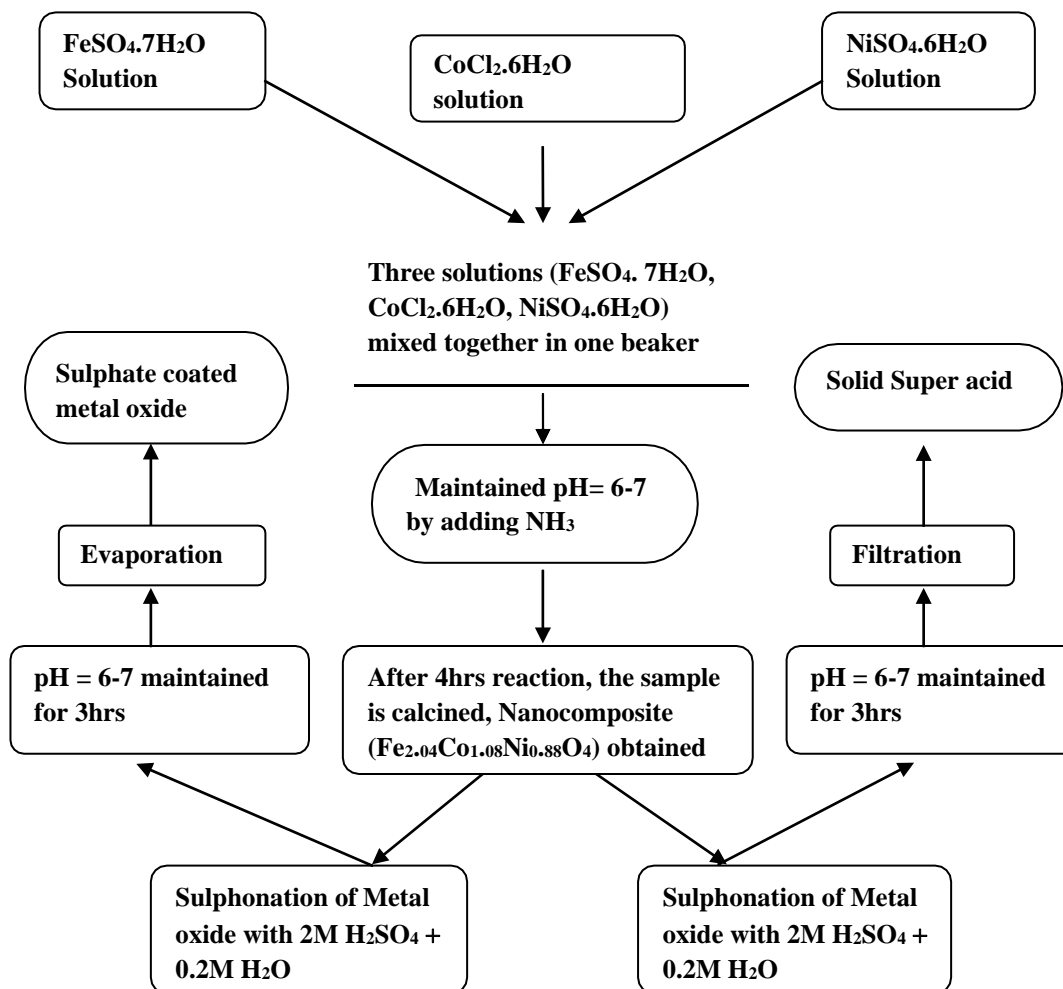 FeSO4.7H2O
Solution
CoCl2.6H2O
solution
NiSO4.6H2O
Solution
Three solutions (FeSO4. 7H2O,
CoCl2.6H2O, NiSO4.6H2O)
mixed together in one beaker
Sulphate coated
metal oxide
Solid Super acid
Maintained pH= 6-7
by adding NH3
Evaporation
Filtration
pH = 6-7 maintained
for 3hrs
After 4hrs reaction, the sample
is calcined, Nanocomposite
(Fe2.04Co1.08Ni0.88O4) obtained
pH = 6-7 maintained
for 3hrs
Sulphonation of Metal
oxide with 2M H2SO4 +
0.2M H2O
Sulphonation of Metal
oxide with 2M H2SO4 +
0.2M H2O